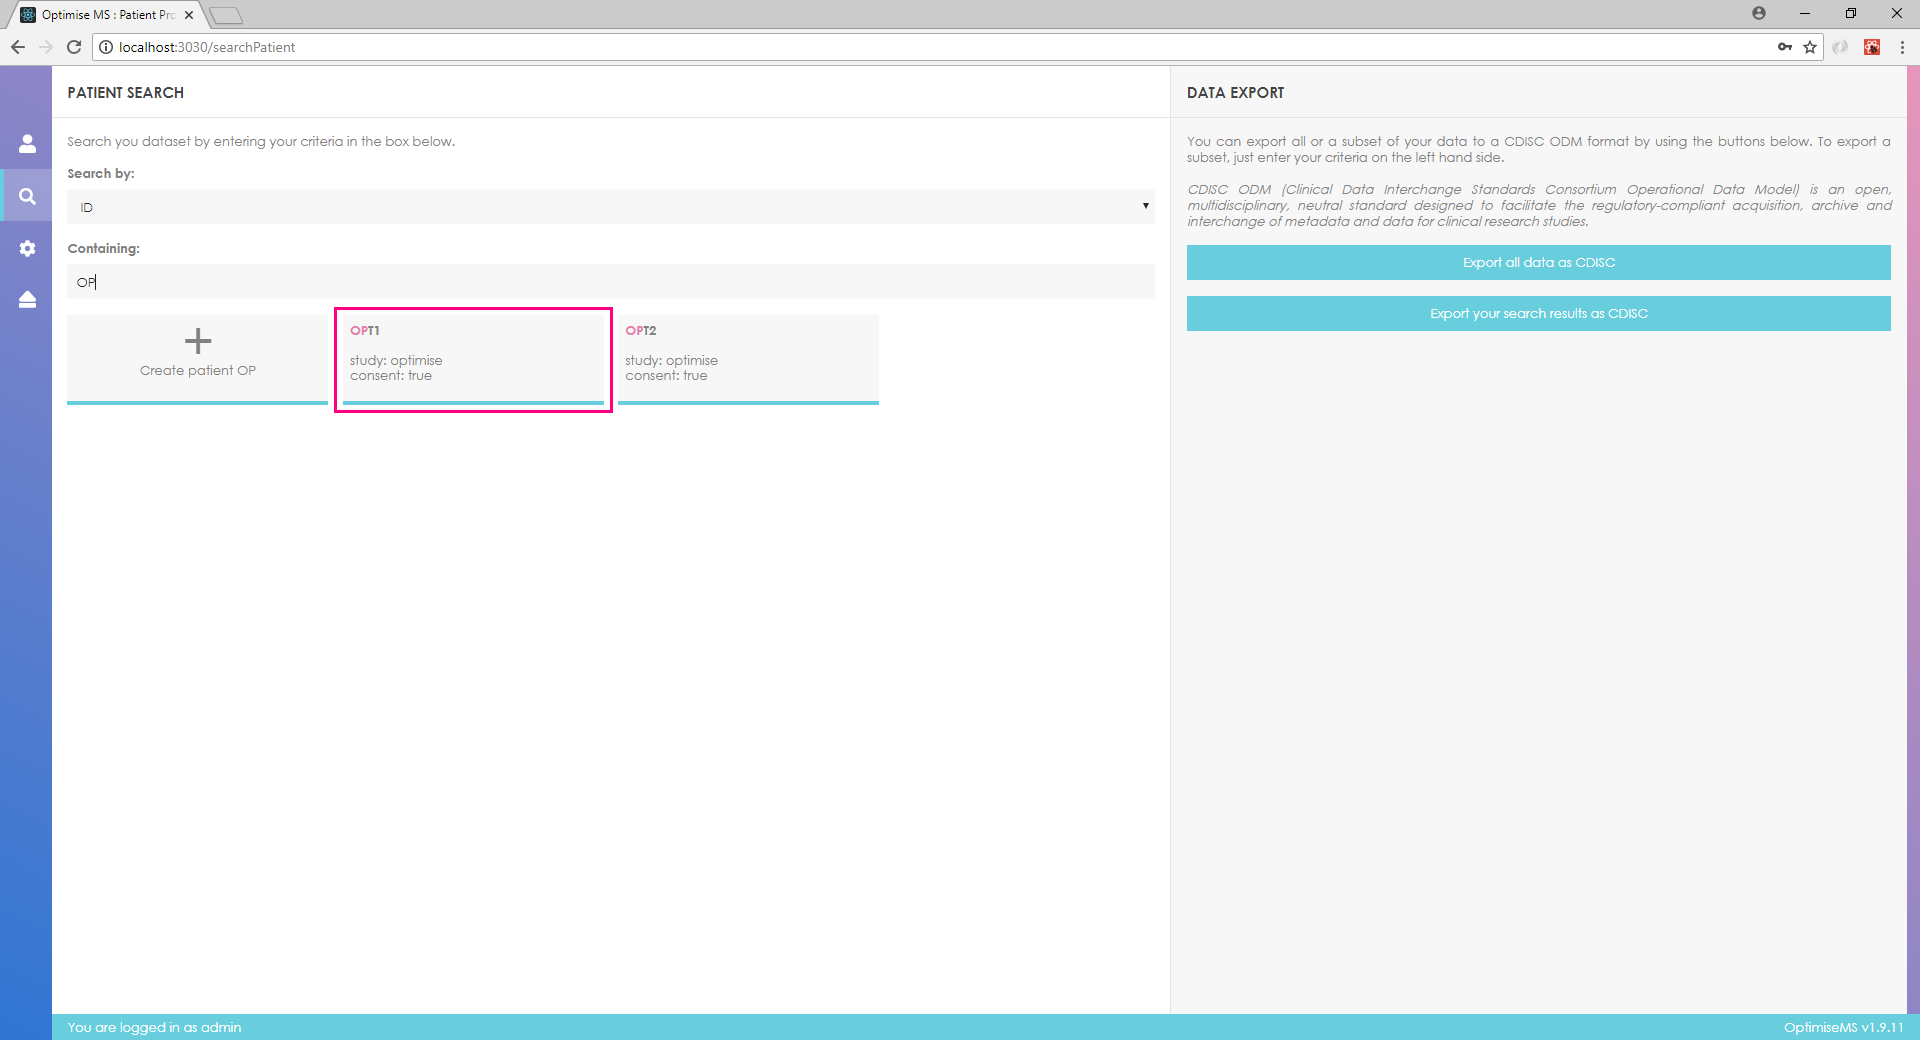 Optimise MS : Patient Pro
localhost:3030/searchPatient
PATIENT SEARCH
Search you dataset by entering your criteria in the box below.
Search by:
ID
Containing:
OP
Create patient OP
OPT1
study: optimise
consent: true
OPT2
study: optimise
consent: true
DATA EXPORT
You can export all or a subset of your data to a CDISC ODM format by using the buttons below. To export a
subset, just enter your criteria on the left hand side.
CDISC ODM (Clinical Data Interchange Standards Consortium Operational Data Model) is an open,
multidisciplinary, neutral standard designed to facilitate the regulatory-compliant acquisition, archive and
interchange of metadata and data for clinical research studies.
Export all data as CDISC
Export your search results as CDISC
You are logged in as admin
OptimiseMS v1.9.11